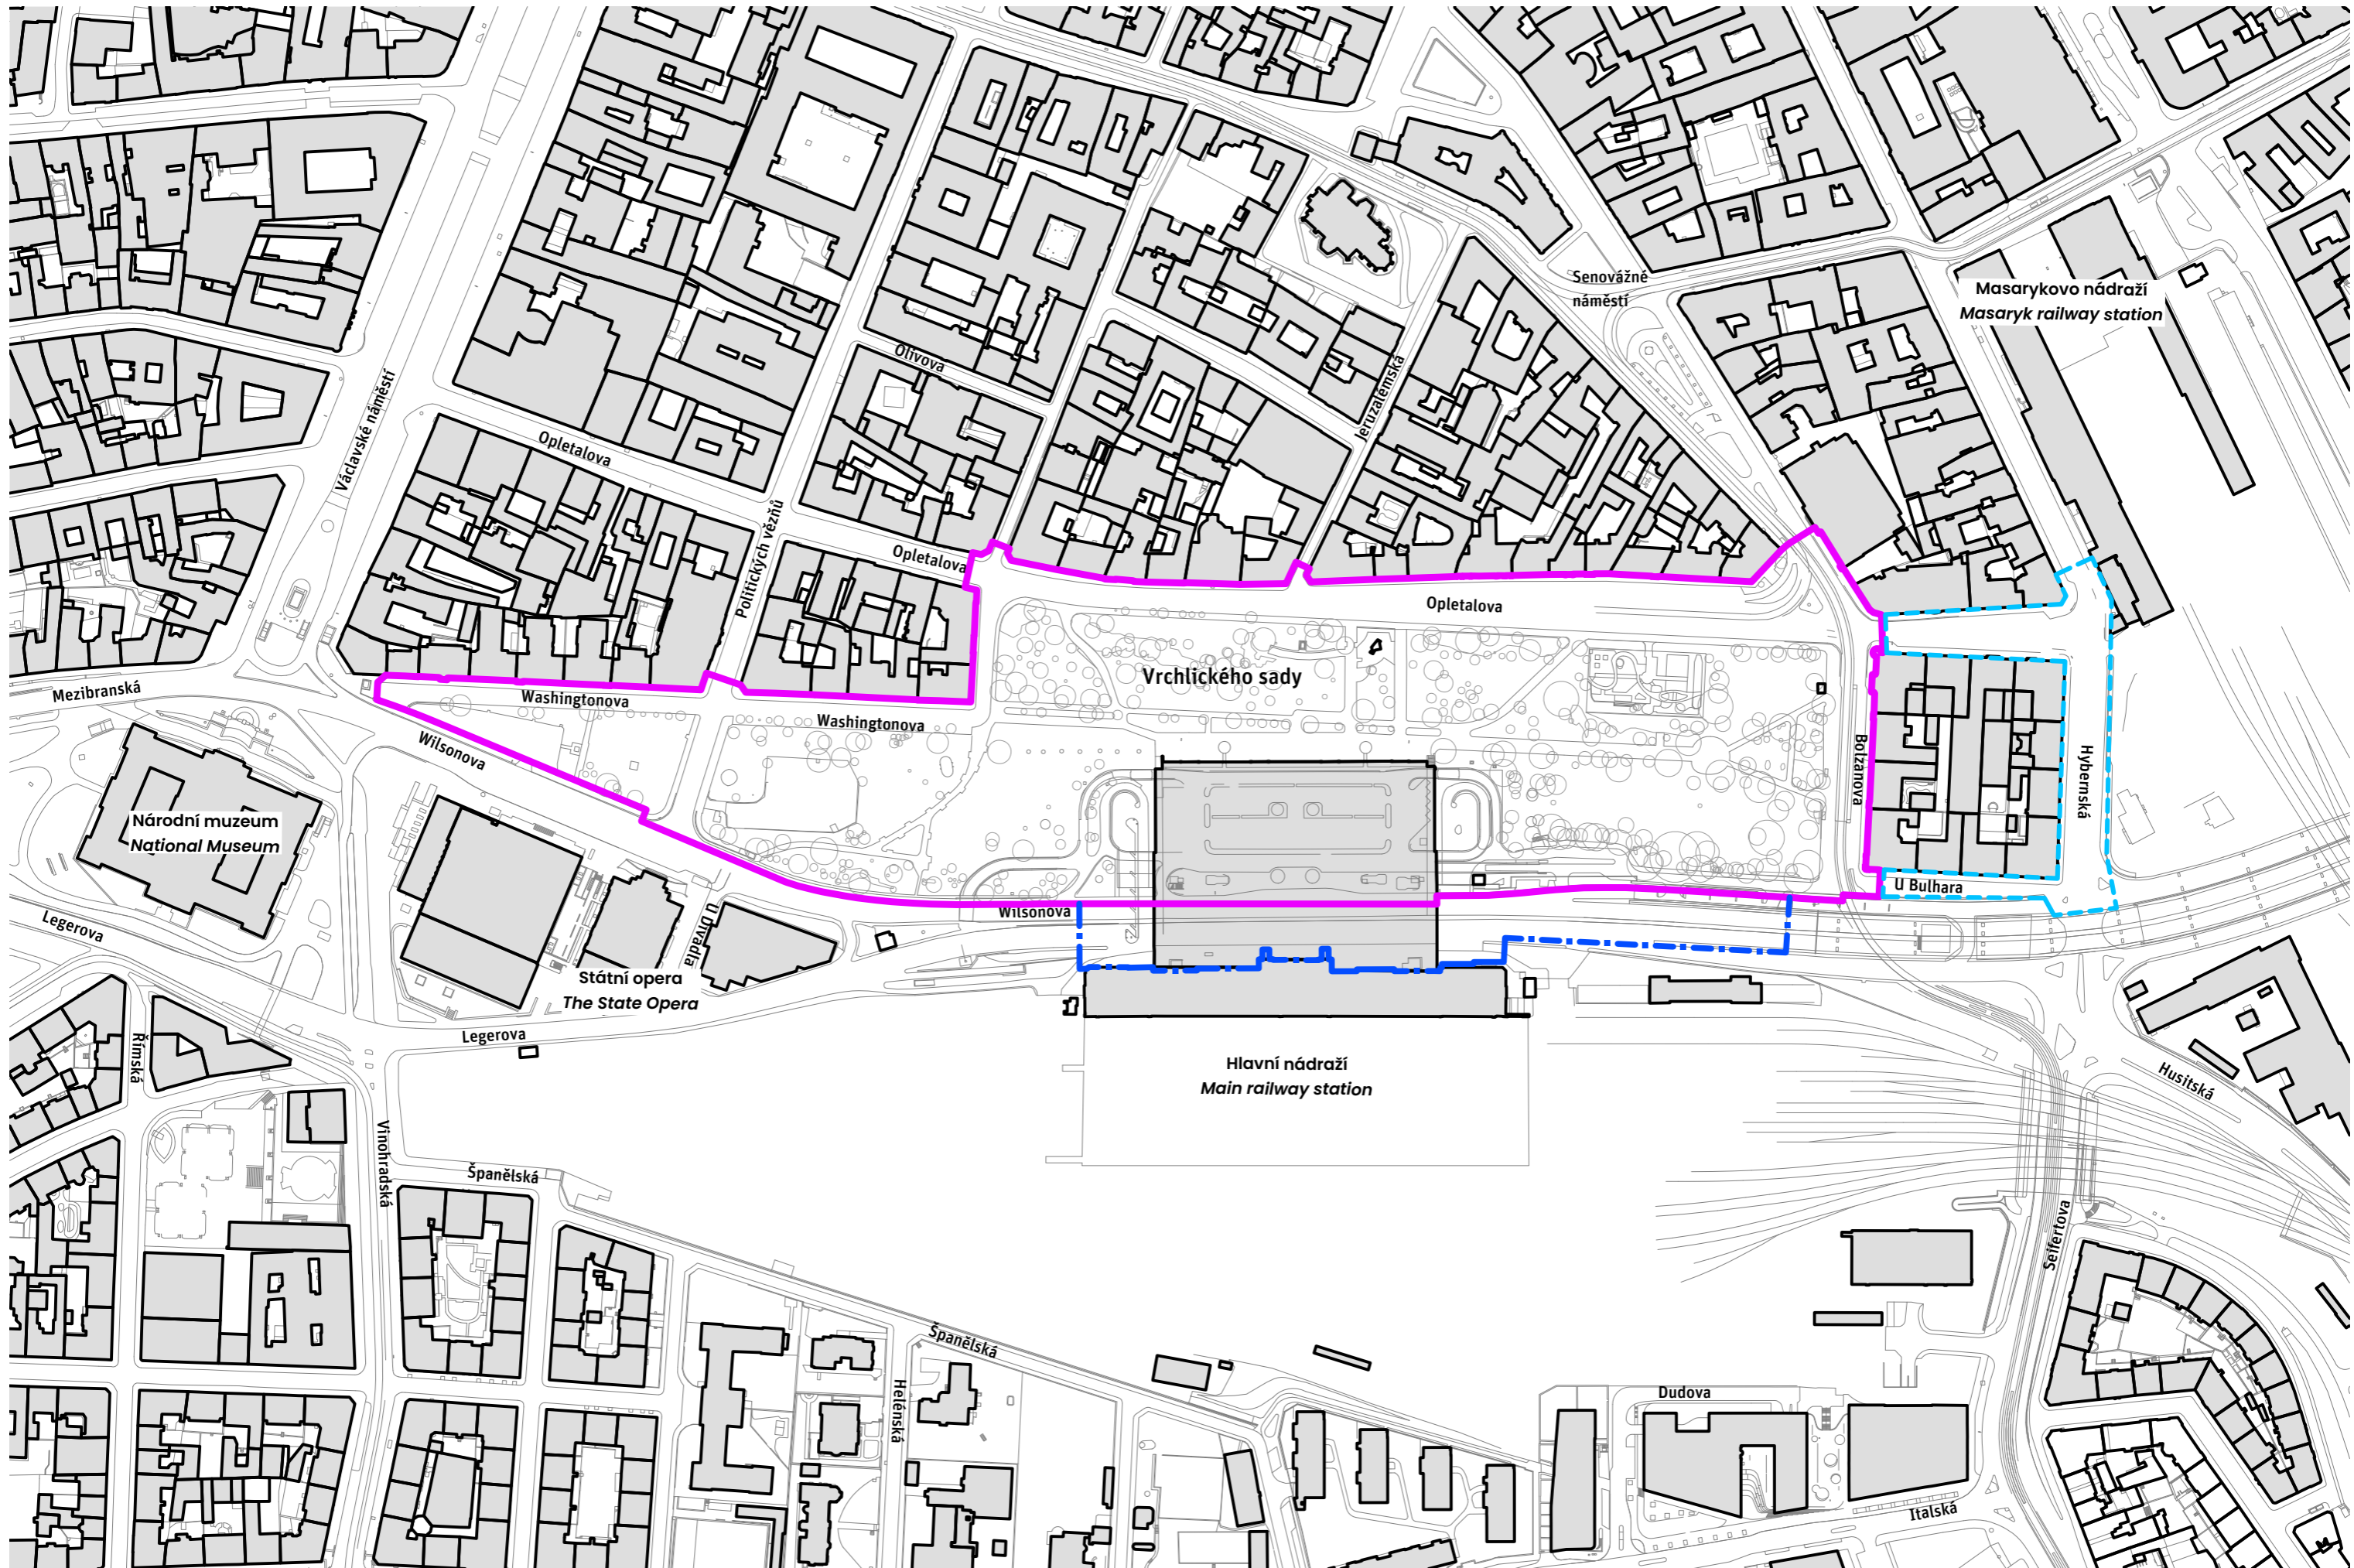 Senovážné
náměstí
Masarykovo nádraží
Masaryk railway station
Olivova
Jeruzalémská
Václavské náměstí
Opletalova
Politických vězňů
Opletalova
Opletalova
Vrchlického sady
Mezibranská
Washingtonova
Washingtonova
Wilsonova
Bolzanova
Hybernská
Národní muzeum
National Museum
U Bulhara
Wilsonova
Legerova
U Divadla
Státní opera
The State Opera
Legerova
Římská
Hlavní nádraží
Main railway station
Husitská
Vinohradská
Španělská
Seifertova
Španělská
Helénská
Dudova
Italská